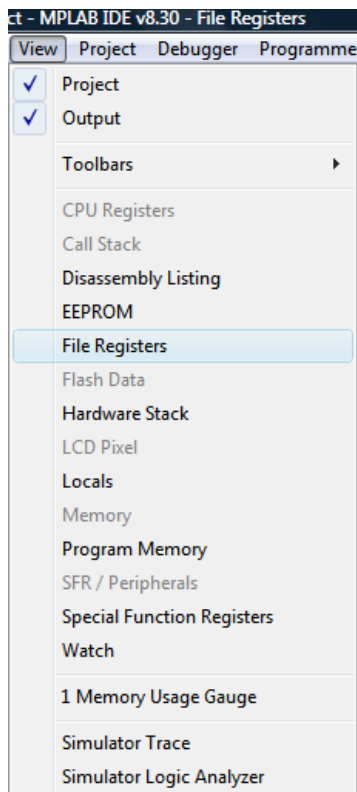 ct - MPLAB IDE v8.30 - File Registers
View Project Debugger Programme
Project
Output
Toolbars
CPU Registers
Call Stack
Disassembly Listing
EEPROM
File Registers
Flash Data
Hardware Stack
LCD Pixel
Locals
Memory
Program Memory
SFR / Peripherals
Special Function Registers
Watch
1 Memory Usage Gauge
Simulator Trace
Simulator Logic Analyzer